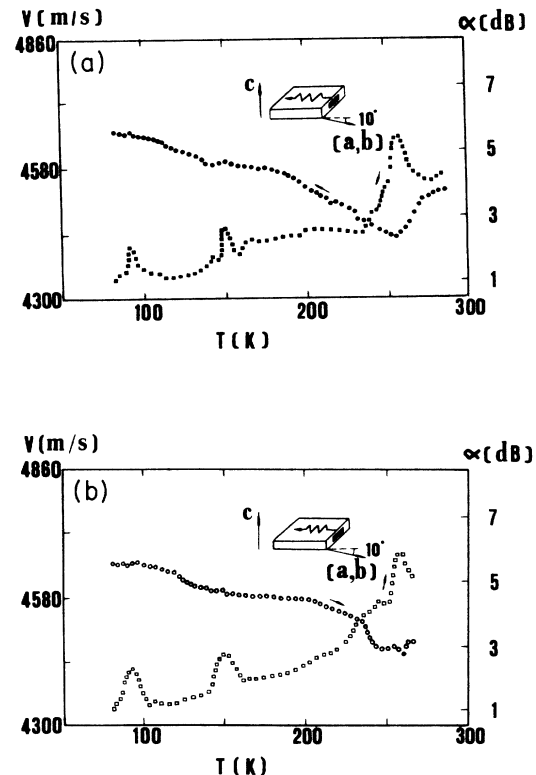 V(m/s)
∝(dB)
4860
(a)
7
c
10°
(a,b)
4580
5
3
4300
1
100
200
300
T(K)
V(m/s)
∝(dB)
4860
(b)
7
c
10°
(a,b)
4580
5
3
4300
1
100
200
300
T(K)